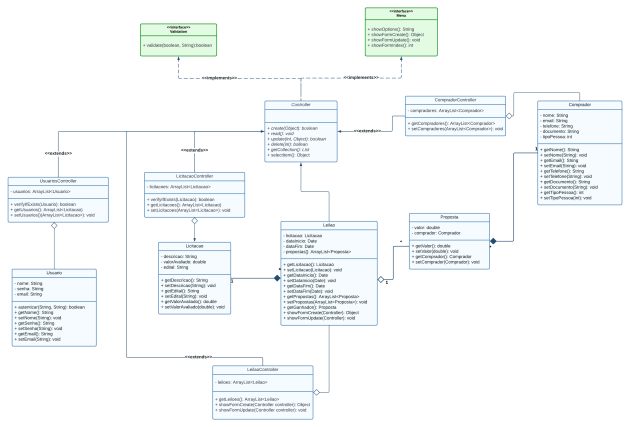 <<interface>>
Validation
+ validate(boolean, String):boolean
<<interface>>
Menu
+ showOptions(): String
+ showFormCreate(): Object
+ showFormUpdate(): void
+ showFormIndex(): int
<<implements>>
<<implements>>
Controller
+ create(Object): boolean
+ read(): void
+ update(int, Object): boolean
+ delete(int): boolean
+ getCollection(): List
+ selectItem(): Object
<<extends>>
<<extends>>
<<extends>>
CompradorController
- compradores: ArrayList<Comprador>
+ getCompradores(): ArrayList<Comprador>
+ setCompradores(ArrayList<Comprador>): void
Comprador
- nome: String
- email: String
- telefone: String
- documento: String
- tipoPessoa: int
+ getNome(): String
+ setNome(String): void
+ getEmail(): String
+ setEmail(String): void
+ getTelefone(): String
+ setTelefone(String): void
+ getDocumento(): String
+ setDocumento(String): void
+ getTipoPessoa(): int
+ setTipoPessoa(int): void
UsuariosController
- usuarios: ArrayList<Usuario>
+ verifyIfExists(Usuario): boolean
+ getUsuarios(): ArrayList<Usuario>
+ setUsuarios()(ArrayList<Usuario>): void
LicitacaoController
- licitacoes: ArrayList<Licitacao>
+ verifyIfExists(Licitacao): boolean
+ getLicitacoes(): ArrayList<Licitacao>
+ setLicitacoes(ArrayList<Licitacao>): void
Usuario
- nome: String
- senha: String
- email: String
+ autenticar(String, String): boolean
+ getNome(): String
+ setNome(String): void
+ getSenha(): String
+ setSenha(String): void
+ getEmail(): String
+ setEmail(String): void
Licitacao
- descricao: String
- valorAvaliado: double
- edital: String
+ getDescricao(): String
+ setDescricao(String): void
+ getEdital(): String
+ setEdital(String): void
+ getValorAvaliado(): double
+ setValorAvaliado(double): void
1
*
Leilao
- licitacao: Licitacao
- dataInicio: Date
- dataFim: Date
- propostas(): ArrayList<Proposta>
+ getLicitacao(): Licitacao
+ setLicitacao(Licitacao): void
+ getDataInicio(): Date
+ setDataInicio(Date): void
+ getDataFim(): Date
+ setDataFim(Date): void
+ getPropostas(): ArrayList<Proposta>
+ setPropostas(ArrayList<Proposta>): void
+ getGanhador(): Proposta
+ showFormCreate(Controller): Object
+ showFormUpdate(Controller): void
*
1
Proposta
- valor: double
- comprador: Comprador
+ getValor(): double
+ setValor(double): void
+ getComprador(): Comprador
+ setComprador(Comprador): void
1
*
<<extends>>
LeilaoController
- leiloes: ArrayList<Leilao>
+ getLeiloes(): ArrayList<Leilao>
+ showFormCreate(Controller controller): Object
+ showFormUpdate(Controller controller): void